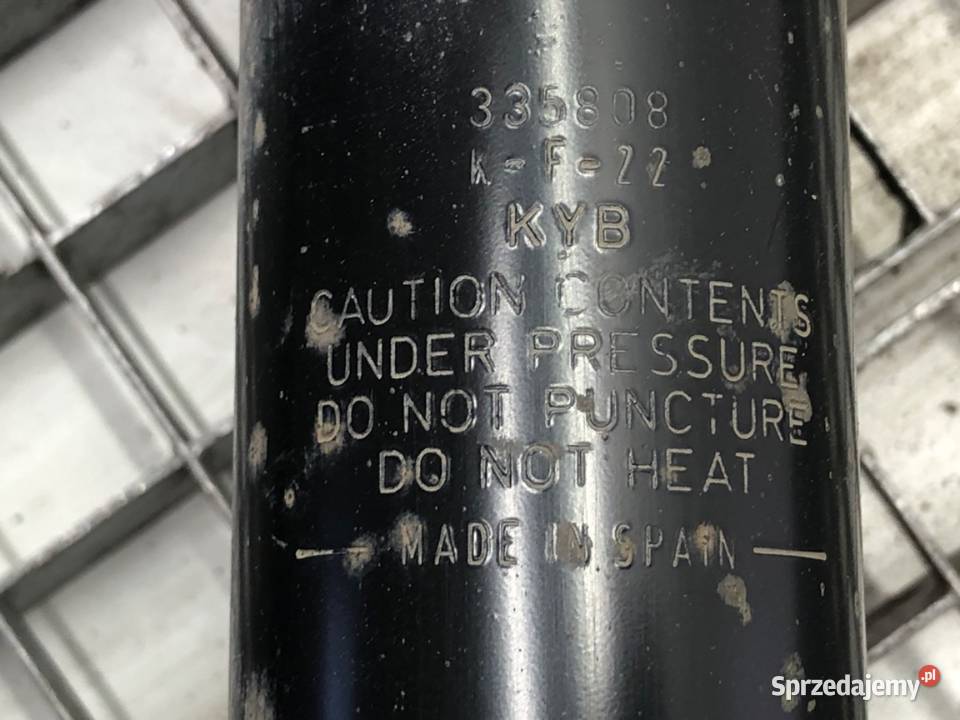 335808
K-F-22
KYB
CAUTION CONTENTS
UNDER PRESSURE
DO NOT PUNCTURE
DO NOT HEAT
MADE IN SPAIN
Sprzedajemy.pl